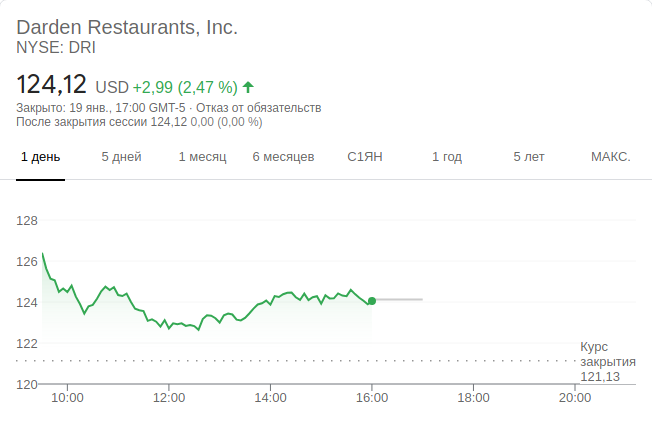 Darden Restaurants, Inc.
NYSE: DRI
124,12 USD +2,99 (2,47 %)
Закрыто: 19 янв., 17:00 GMT-5 · Отказ от обязательств
После закрытия сессии 124,12 0,00 (0,00 %)
1 день 5 дней 1 месяц 6 месяцев С1ЯН 1 год 5 лет МАКС.
128
126
124
122
Курс
закрытия
121,13
120
10:00 12:00 14:00 16:00 18:00 20:00